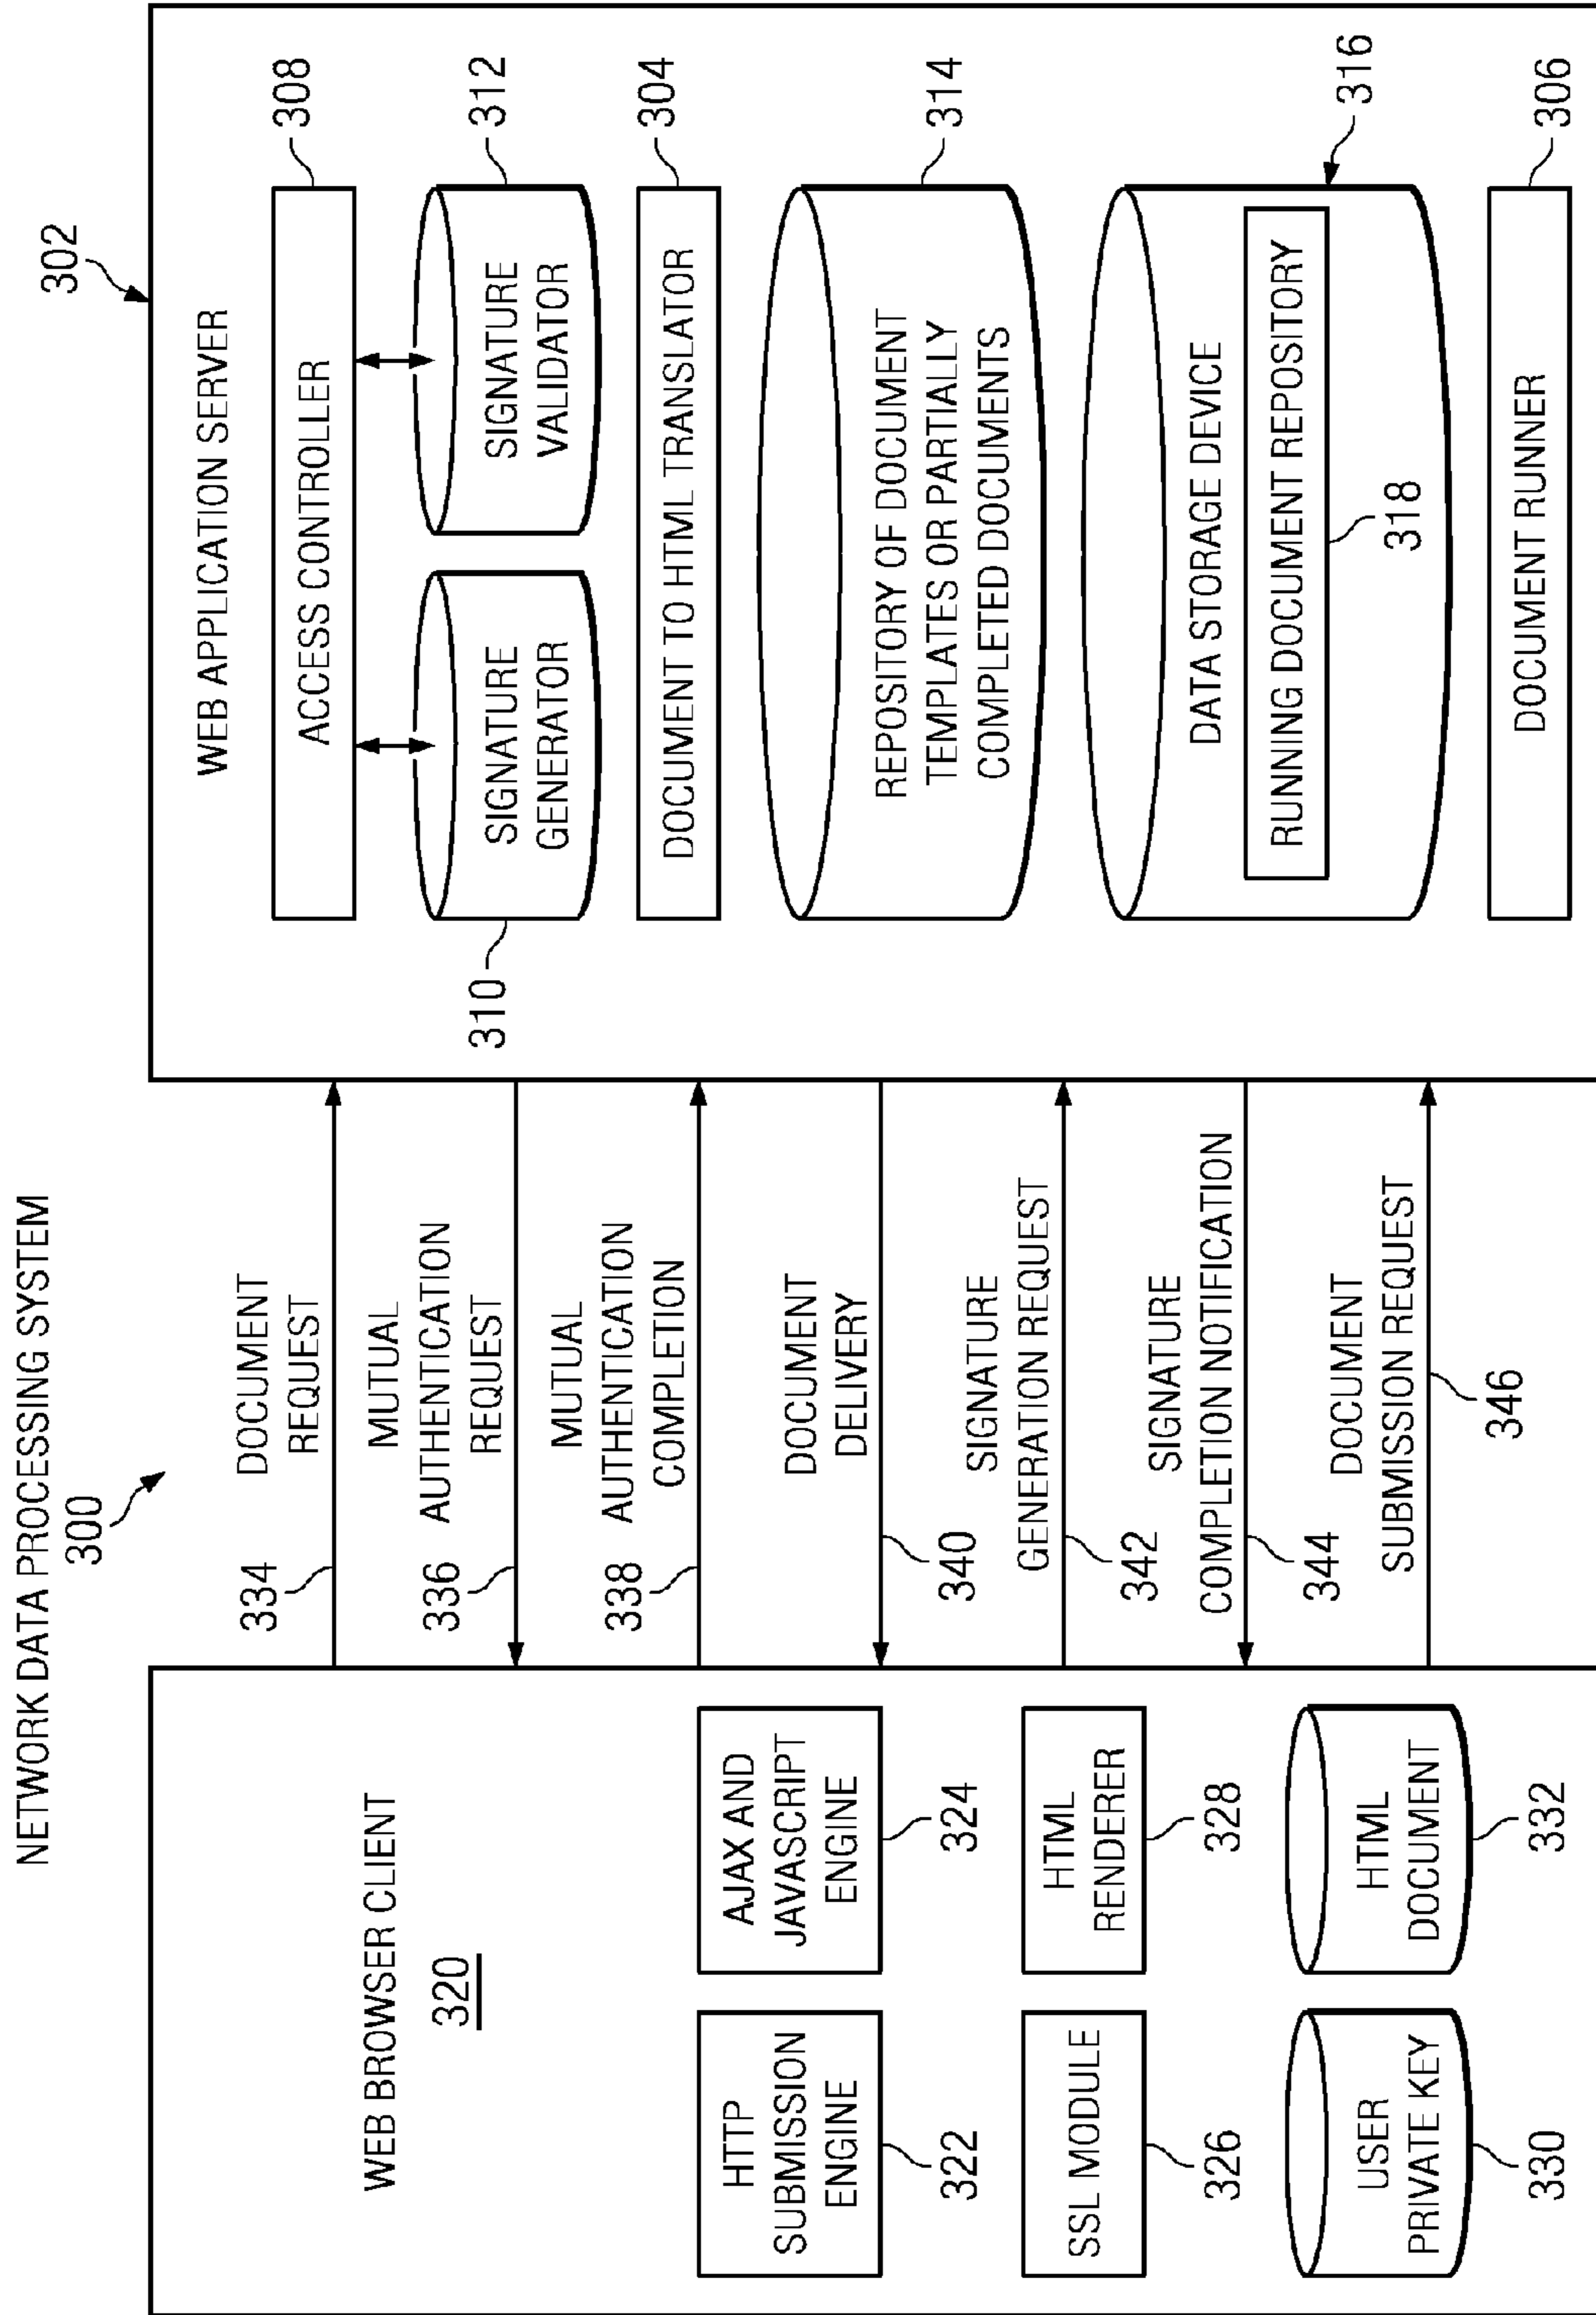 NETWORK DATA PROCESSING SYSTEM
300
WEB BROWSER CLIENT
320
HTTP
SUBMISSION
ENGINE
322
AJAX AND
JAVASCRIPT
ENGINE
324
SSL MODULE
326
HTML
RENDERER
328
USER
PRIVATE KEY
330
HTML
DOCUMENT
332
334
DOCUMENT
REQUEST
336
MUTUAL
AUTHENTICATION
REQUEST
338
MUTUAL
AUTHENTICATION
COMPLETION
DOCUMENT
DELIVERY
340
SIGNATURE
GENERATION REQUEST
342
SIGNATURE
COMPLETION NOTIFICATION
344
DOCUMENT
SUBMISSION REQUEST
346
302
WEB APPLICATION SERVER
ACCESS CONTROLLER
308
310
SIGNATURE
GENERATOR
SIGNATURE
VALIDATOR
312
DOCUMENT TO HTML TRANSLATOR
304
REPOSITORY OF DOCUMENT
TEMPLATES OR PARTIALLY
COMPLETED DOCUMENTS
314
DATA STORAGE DEVICE
316
RUNNING DOCUMENT REPOSITORY
318
DOCUMENT RUNNER
306